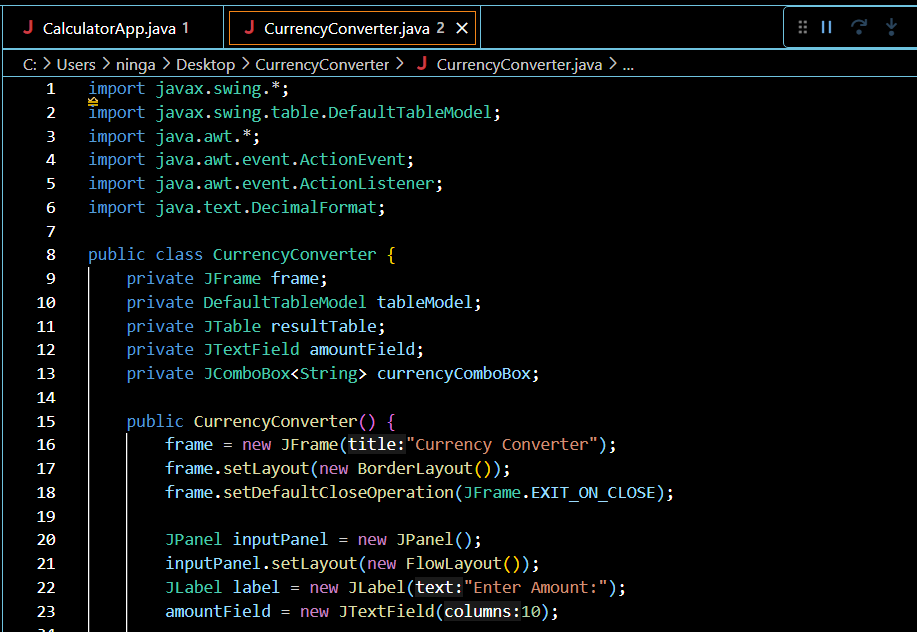 J CalculatorApp.java 1
J CurrencyConverter.java 2
C: > Users > ninga > Desktop > CurrencyConverter > J CurrencyConverter.java > ...
1 import javax.swing.*;
2 import javax.swing.table.DefaultTableModel;
3 import java.awt.*;
4 import java.awt.event.ActionEvent;
5 import java.awt.event.ActionListener;
6 import java.text.DecimalFormat;
7
8 public class CurrencyConverter {
9     private JFrame frame;
10     private DefaultTableModel tableModel;
11     private JTable resultTable;
12     private JTextField amountField;
13     private JComboBox<String> currencyComboBox;
14
15     public CurrencyConverter() {
16         frame = new JFrame(title:"Currency Converter");
17         frame.setLayout(new BorderLayout());
18         frame.setDefaultCloseOperation(JFrame.EXIT_ON_CLOSE);
19
20         JPanel inputPanel = new JPanel();
21         inputPanel.setLayout(new FlowLayout());
22         JLabel label = new JLabel(text:"Enter Amount:");
23         amountField = new JTextField(columns:10);